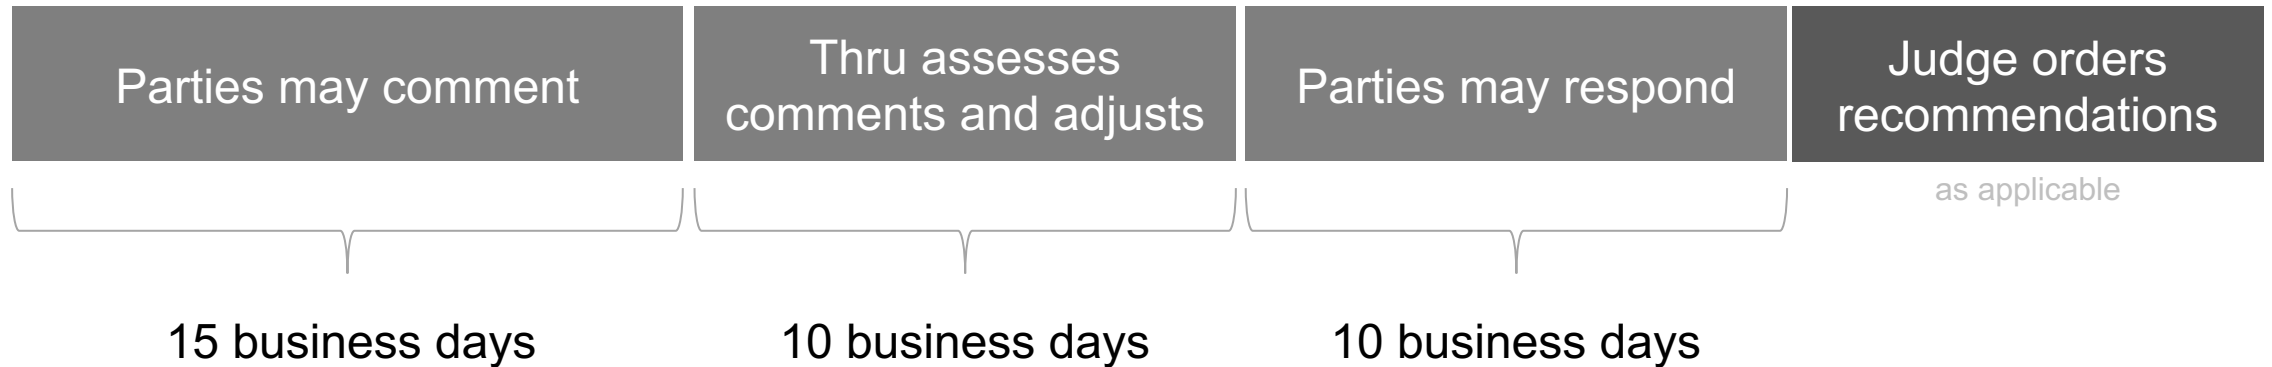 Parties may comment
Thru assesses
comments and adjusts
Parties may respond
Judge orders
recommendations
as applicable
15 business days
10 business days
10 business days